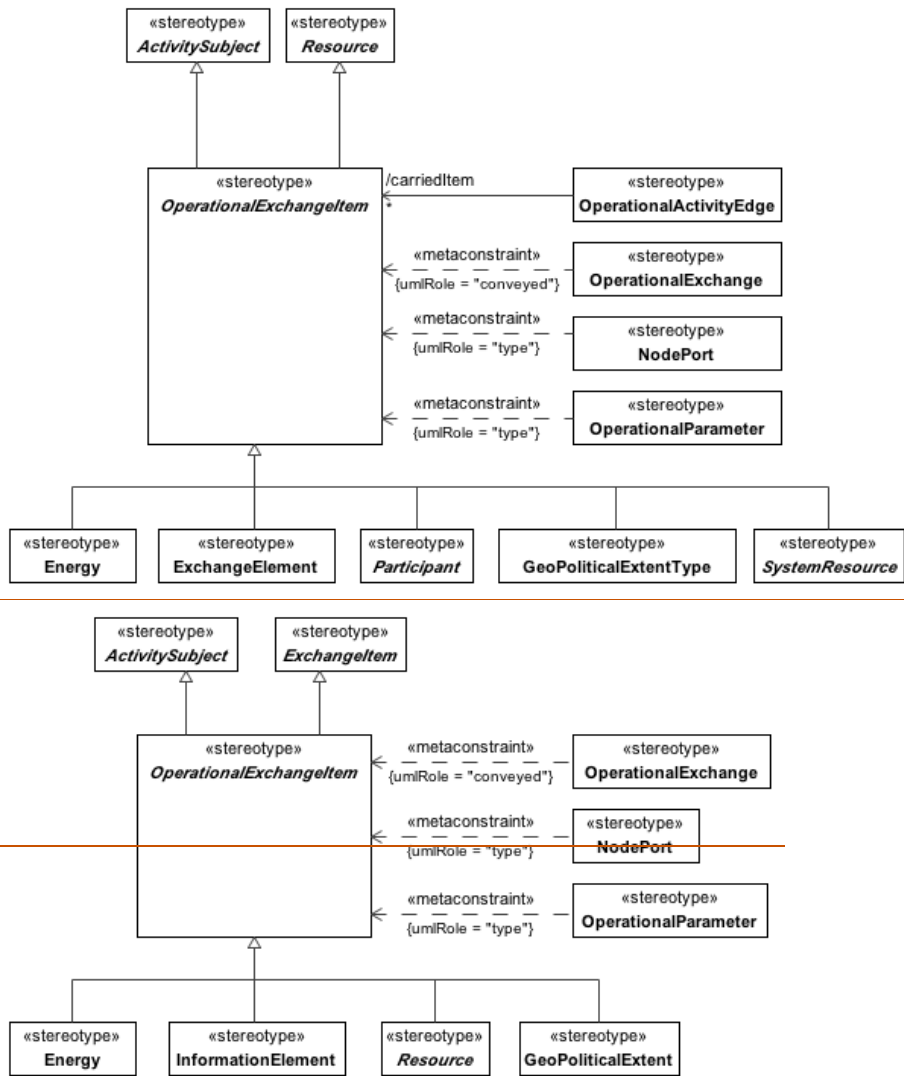 «stereotype»
ActivitySubject
«stereotype»
Resource
«stereotype»
OperationalExchangeItem
/carriedItem
*
«stereotype»
OperationalActivityEdge
«metaconstraint»
{umlRole = "conveyed"}
«stereotype»
OperationalExchange
«metaconstraint»
{umlRole = "type"}
«stereotype»
NodePort
«metaconstraint»
{umlRole = "type"}
«stereotype»
OperationalParameter
«stereotype»
Energy
«stereotype»
ExchangeElement
«stereotype»
Participant
«stereotype»
GeoPoliticalExtentType
«stereotype»
SystemResource
«stereotype»
ActivitySubject
«stereotype»
ExchangeItem
«stereotype»
OperationalExchangeItem
«metaconstraint»
{umlRole = "conveyed"}
«stereotype»
OperationalExchange
«metaconstraint»
{umlRole = "type"}
«stereotype»
NodePort
«metaconstraint»
{umlRole = "type"}
«stereotype»
OperationalParameter
«stereotype»
Energy
«stereotype»
InformationElement
«stereotype»
Resource
«stereotype»
GeoPoliticalExtent